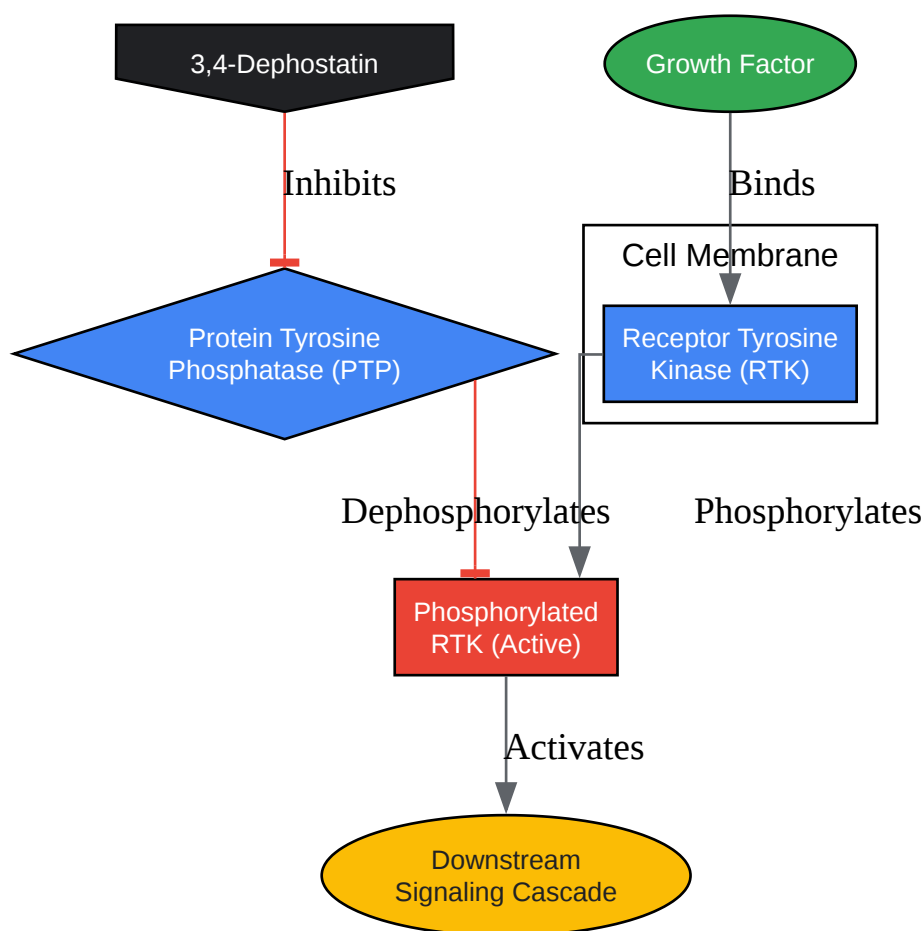 3,4-Dephostatin
Growth Factor
Inhibits
Binds
Cell Membrane
Protein Tyrosine
Phosphatase (PTP)
Receptor Tyrosine
Kinase (RTK)
Dephosphorylates
Phosphorylates
Phosphorylated
RTK (Active)
Activates
Downstream
Signaling Cascade